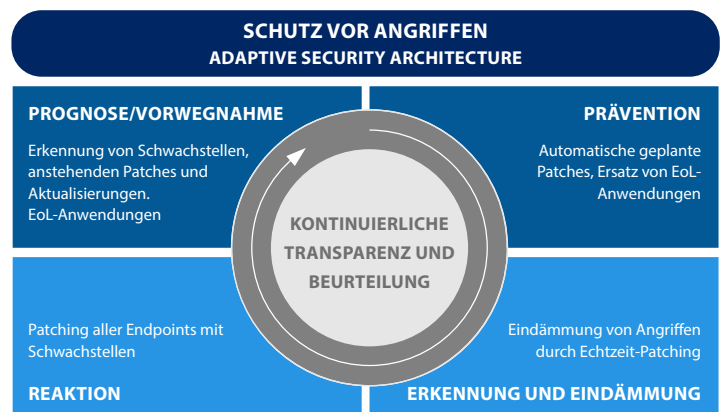 SCHUTZ VOR ANGRIFFEN
ADAPTIVE SECURITY ARCHITECTURE
PROGNOSE/VORWEGNAHME
Erkennung von Schwachstellen,
anstehenden Patches und
Aktualisierungen.
EoL-Anwendungen
PRÄVENTION
Automatische geplante
Patches, Ersatz von EoL-
Anwendungen
KONTINUIERLICHE
TRANSPARENZ UND
BEURTEILUNG
Patching aller Endpoints mit
Schwachstellen
REAKTION
Eindämmung von Angriffen
durch Echtzeit-Patching
ERKENNUNG UND EINDÄMMUNG